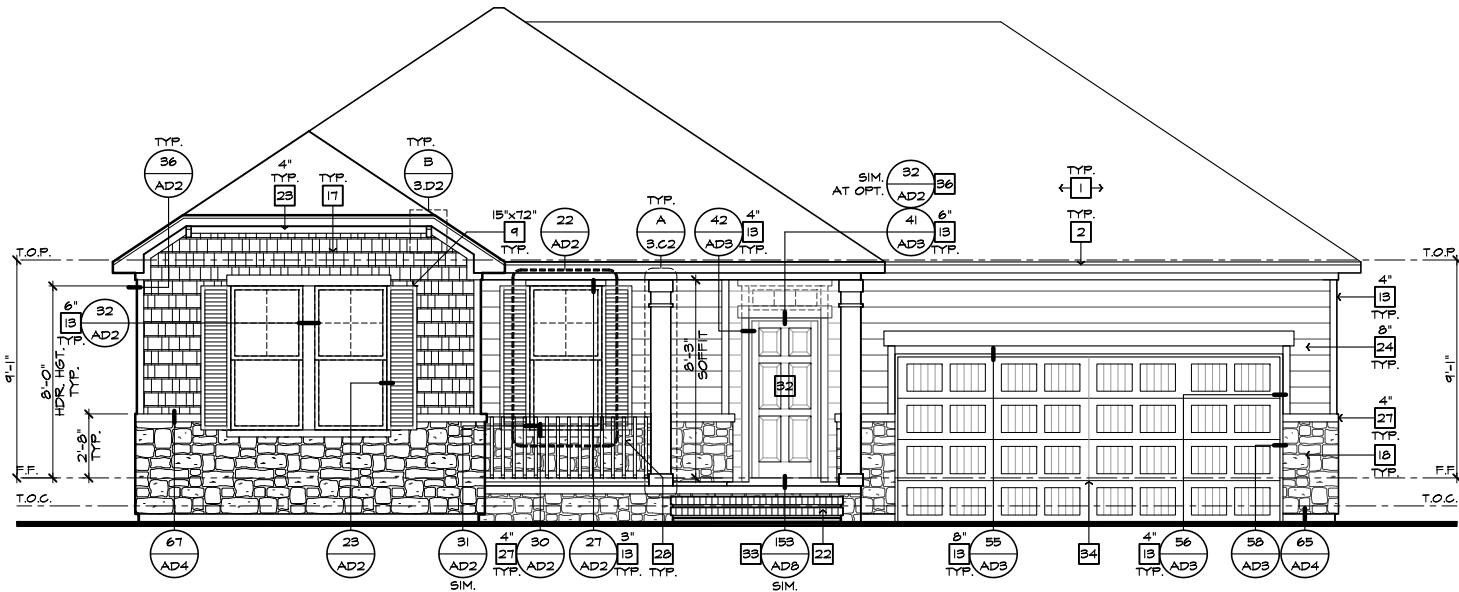 TYP.
36
AD2
4"
TYP.
23
TYP.
17
TYP.
B
3.D2
15"x72"
9
TYP.
22
AD2
TYP.
A
3.C2
42
AD3
4"
13
TYP.
SIM.
AT OPT.
32
AD2
36
41
AD3
6"
13
TYP.
TYP.
1
TYP.
2
T.O.P.
T.O.P.
6"
13
TYP.
32
AD2
9'-1"
8'-0"
HDR. HGT.
TYP.
2'-8"
TYP.
8'-3"
SOFFIT
32
4"
13
TYP.
8"
24
TYP.
9'-1"
4"
27
TYP.
18
TYP.
F.F.
F.F.
T.O.C.
T.O.C.
67
AD4
23
AD2
31
AD2
SIM.
4"
27
TYP.
30
AD2
27
AD2
3"
13
TYP.
28
TYP.
33
153
AD8
SIM.
22
8"
13
TYP.
55
AD3
34
4"
13
TYP.
56
AD3
58
AD3
65
AD4